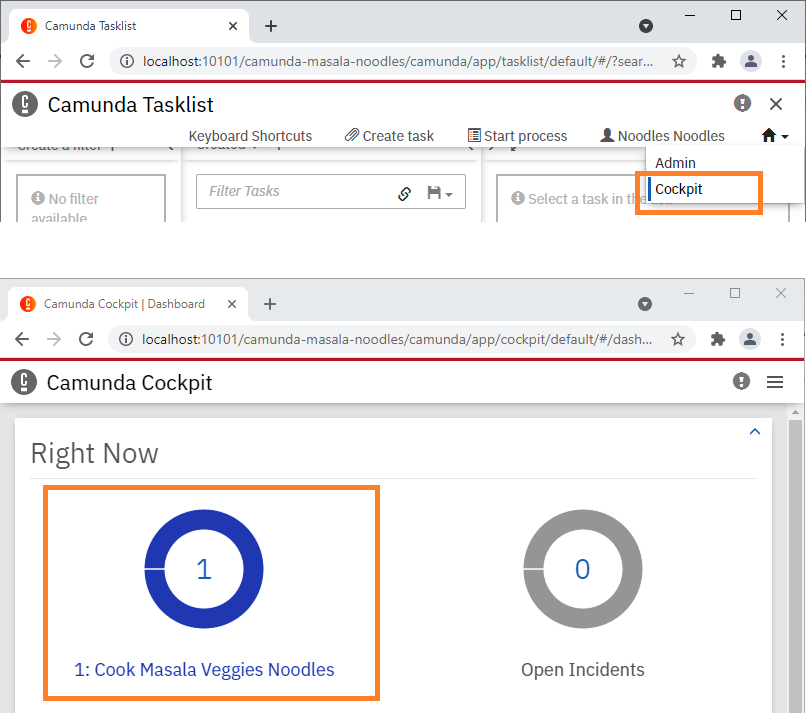 Camunda Tasklist
localhost:10101/camunda-masala-noodles/camunda/app/tasklist/default/#/?sear...
Camunda Tasklist
Keyboard Shortcuts Create task Start process Noodles Noodles
Create a filter Created
Admin
Cockpit
No filter
available
Filter Tasks
Select a task in the
Camunda Cockpit | Dashboard
localhost:10101/camunda-masala-noodles/camunda/app/cockpit/default/#/dash...
Camunda Cockpit
Right Now
1 0
1: Cook Masala Veggies Noodles Open Incidents